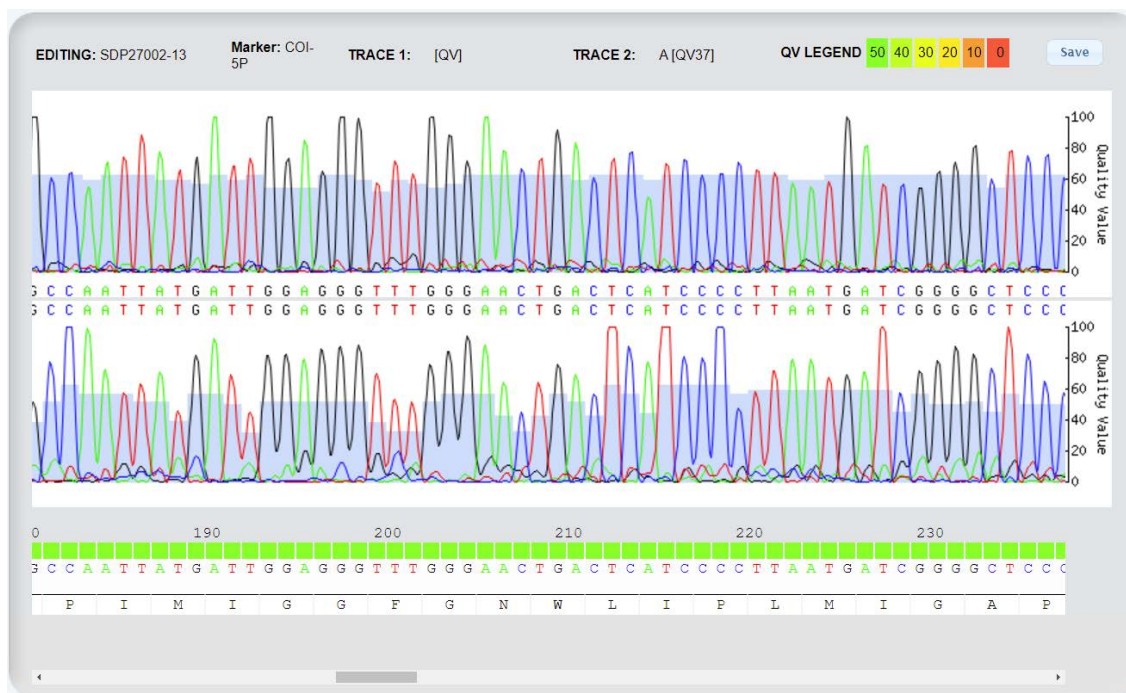 EDITING: SDP27002-13 Marker: COI-5P TRACE 1: [QV] TRACE 2: A [QV37] QV LEGEND 50 40 30 20 10 0 Save
100
80
60
40
20
0
Quality Value
G C C A A T T A T G A T T G G A G G G T T T G G G A A C T G A C T C A T C C C C T T A A T G A T C G G G G C T C C C
G C C A A T T A T G A T T G G A G G G T T T G G G A A C T G A C T C A T C C C C T T A A T G A T C G G G G C T C C C
100
80
60
40
20
0
Quality Value
0 190 200 210 220 230
G C C A A T T A T G A T T G G A G G G T T T G G G A A C T G A C T C A T C C C C T T A A T G A T C G G G G C T C C C
P I M I G G F G N W L I P L M I G A P